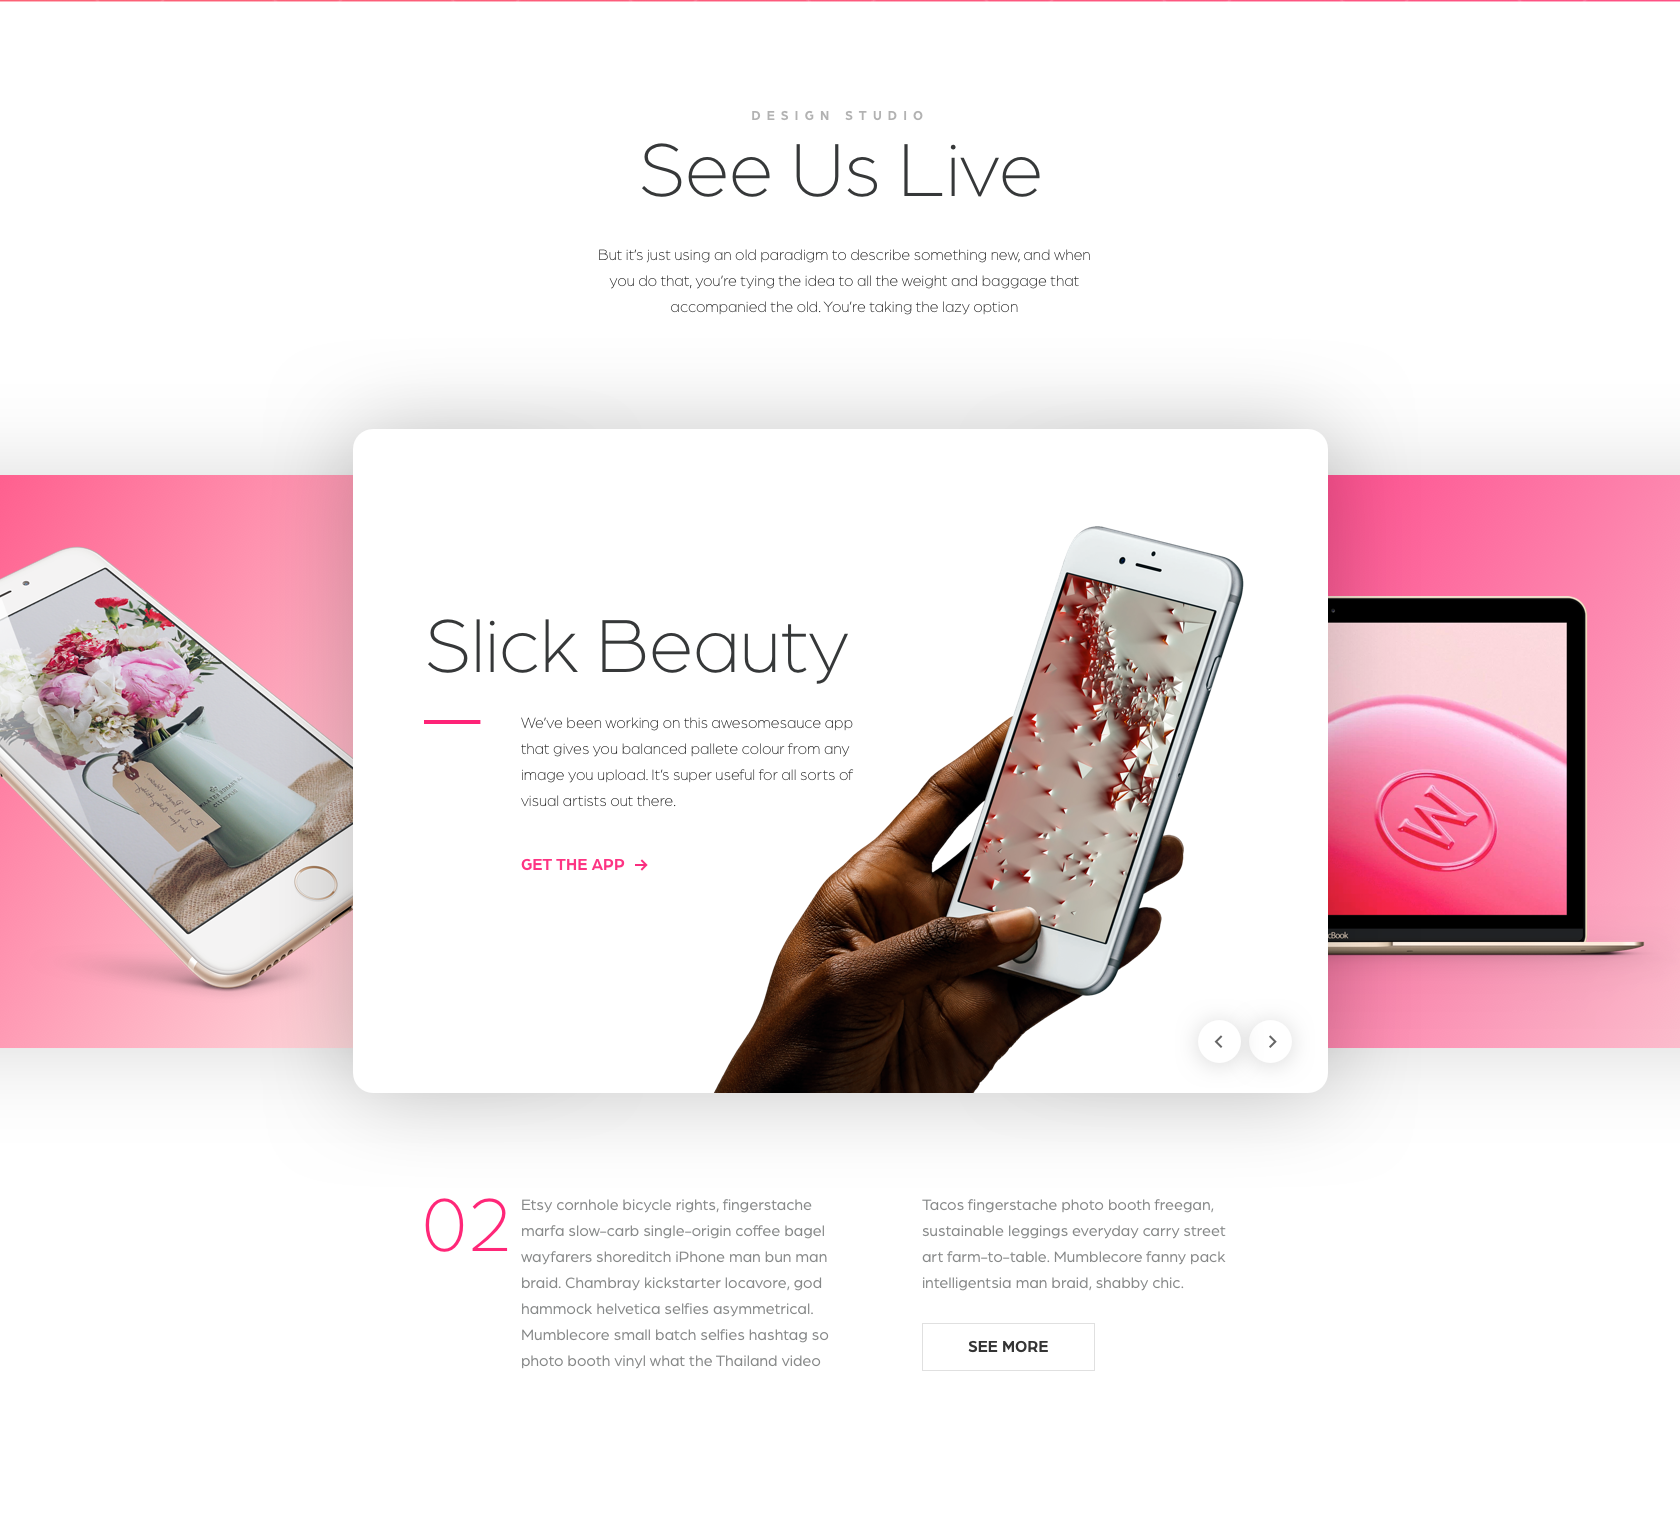 DESIGN STUDIO
See Us Live
But it's just using an old paradigm to describe something new, and when
you do that, you're tying the idea to all the weight and baggage that
accompanied the old. You're taking the lazy option
Slick Beauty
We've been working on this awesomesauce app
that gives you balanced pallete colour from any
image you upload. It's super useful for all sorts of
visual artists out there.
GET THE APP
W
cBook
02
Etsy cornhole bicycle rights, fingerstache
marfa slow-carb single-origin coffee bagel
wayfarers shoreditch iPhone man bun man
braid. Chambray kickstarter locavore, god
hammock helvetica selfies asymmetrical.
Mumblecore small batch selfies hashtag so
photo booth vinyl what the Thailand video
Tacos fingerstache photo booth freegan,
sustainable leggings everyday carry street
art farm-to-table. Mumblecore fanny pack
intelligentsia man braid, shabby chic.
SEE MORE